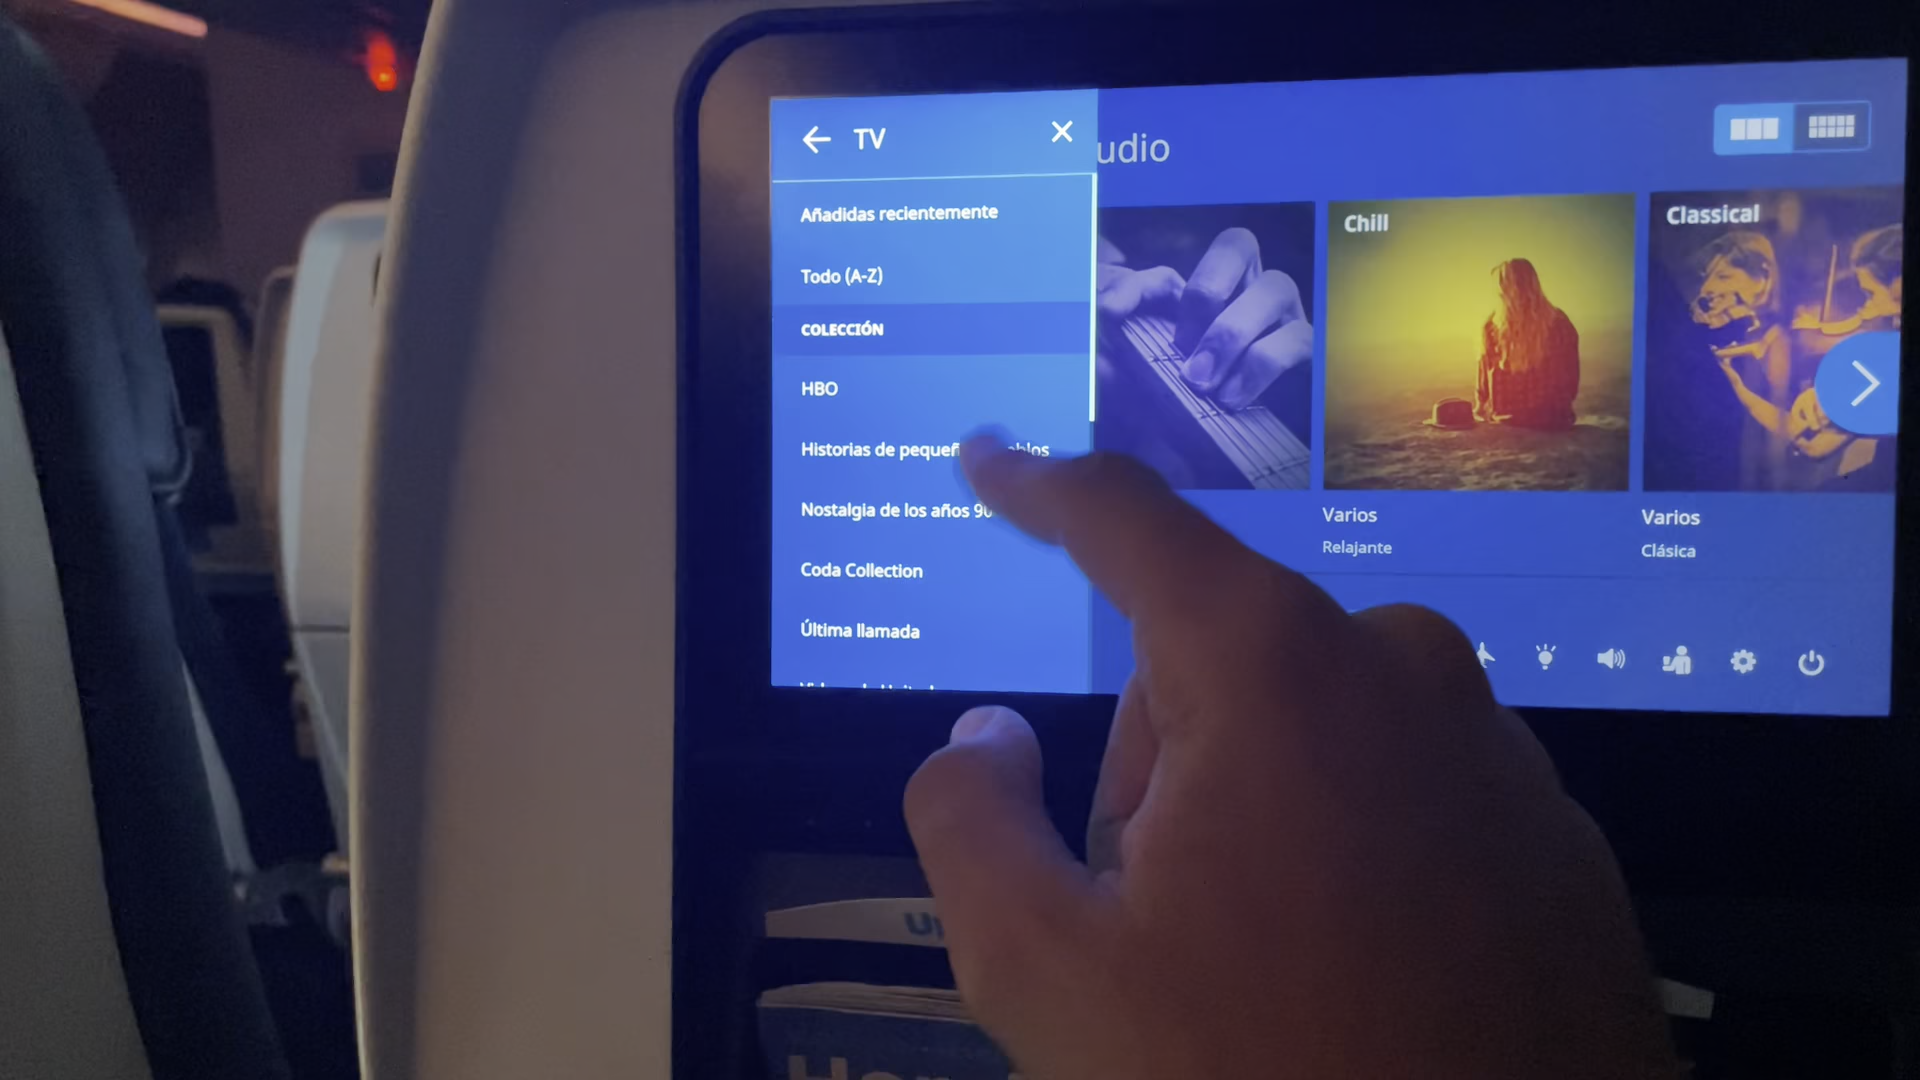 TV
Añadidas recientemente
Todo (A-Z)
COLECCIÓN
HBO
Historias de
Nostalgia de los años
Coda Collection
Última llamada
Chill
Classical
Varios
Relajante
Varios
Clásica